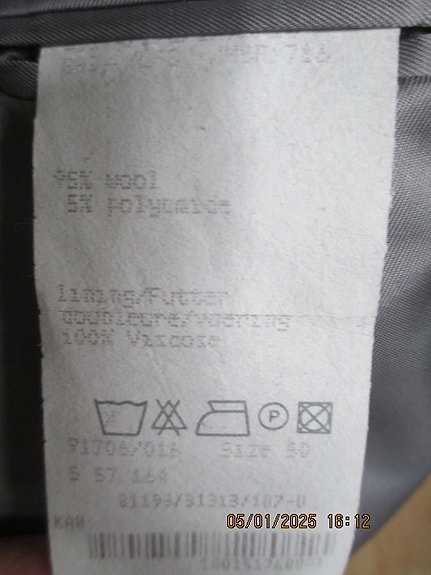 95% wool
5% polyamide
lining/Futter
doublure/voering
100% Viscose
P
91706/016 Size 50
S 57.164
81193/31313/107-0
KAN
05/01/2025 16:12